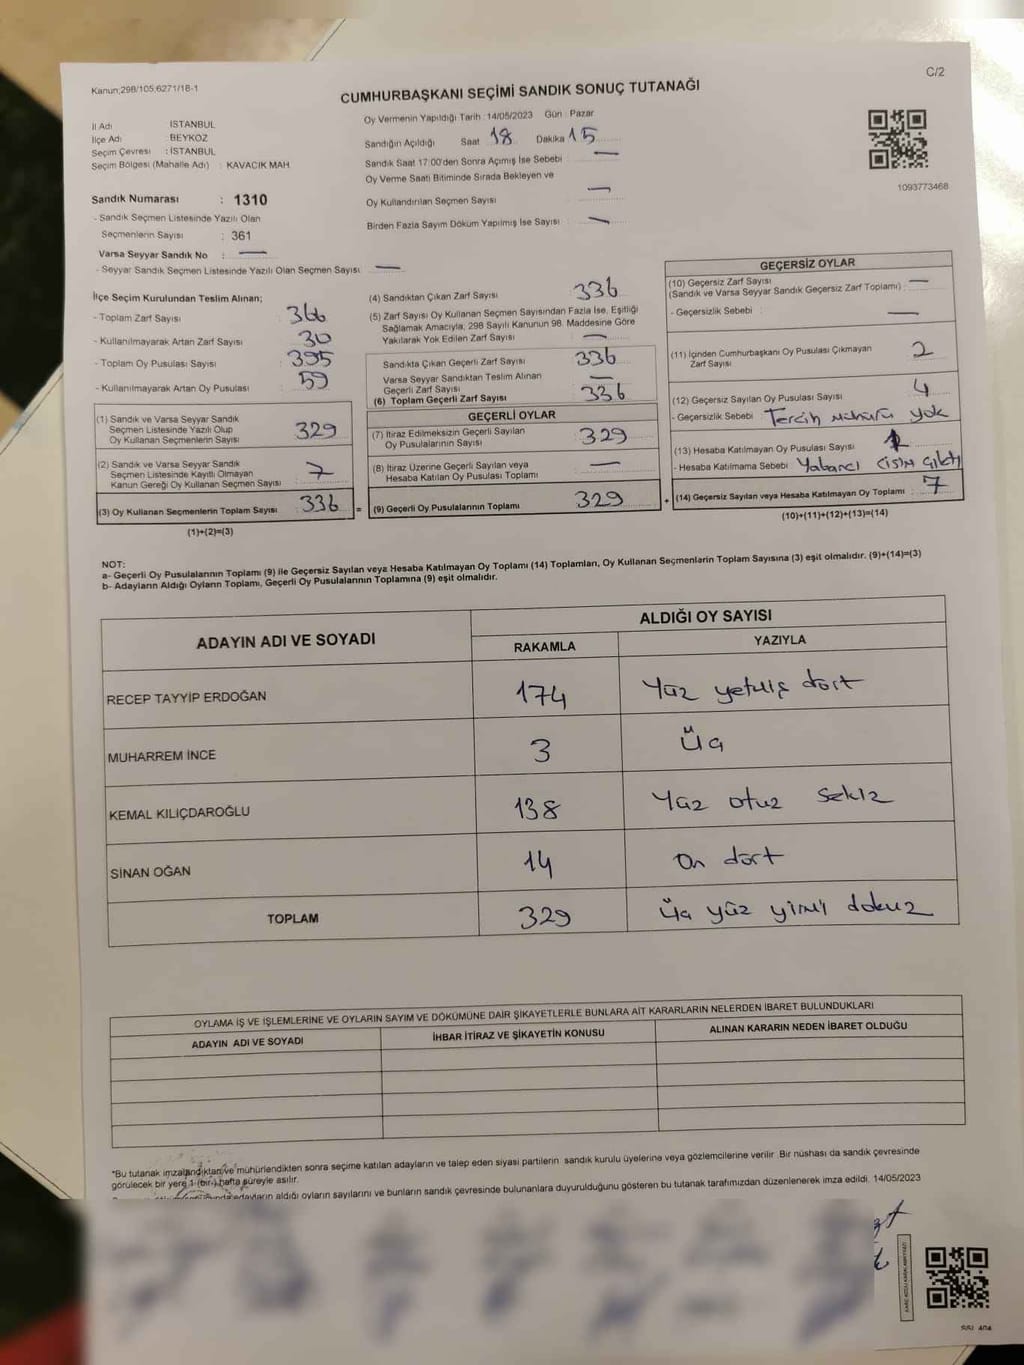 Kanun;298/105;6271/18-1
C/2
CUMHURBAŞKANI SEÇİMİ SANDIK SONUÇ TUTANAĞI
İl Adı İSTANBUL
İlçe Adı : BEYKOZ
Seçim Çevresi : İSTANBUL
Seçim Bölgesi (Mahalle Adı) : KAVACIK MAH.
Sandık Numarası : 1310
- Sandık Seçmen Listesinde Yazılı Olan
Seçmenlerin Sayısı : 361
Varsa Seyyar Sandık No : —
- Seyyar Sandık Seçmen Listesinde Yazılı Olan Seçmen Sayısı —
Oy Vermenin Yapıldığı Tarih : 14/05/2023 Gün : Pazar
Sandığın Açıldığı Saat 18 Dakika 15
Sandık Saat 17:00'den Sonra Açımış İse Sebebi —
Oy Verme Saati Bitiminde Sırada Bekleyen ve
Oy Kullandırılan Seçmen Sayısı —
Birden Fazla Sayım Döküm Yapılmış İse Sayısı —
1093773468
İlçe Seçim Kurulundan Teslim Alınan;
- Toplam Zarf Sayısı 366
- Kullanılmayarak Artan Zarf Sayısı 30
- Toplam Oy Pusulası Sayısı 395
- Kullanılmayarak Artan Oy Pusulası 59
(1) Sandık ve Varsa Seyyar Sandık
Seçmen Listesinde Yazılı Olup
Oy Kullanan Seçmenlerin Sayısı 329
(2) Sandık ve Varsa Seyyar Sandık
Seçmen Listesinde Kayıtlı Olmayan
Kanun Gereği Oy Kullanan Seçmen Sayısı 7
(3) Oy Kullanan Seçmenlerin Toplam Sayısı 336 =
(1)+(2)=(3)
(4) Sandıktan Çıkan Zarf Sayısı 336
(5) Zarf Sayısı Oy Kullanan Seçmen Sayısından Fazla İse, Eşitliği
Sağlamak Amacıyla; 298 Sayılı Kanunun 98. Maddesine Göre
Yakılarak Yok Edilen Zarf Sayısı —
Sandıkta Çıkan Geçerli Zarf Sayısı 336
Varsa Seyyar Sandıktan Teslim Alınan
Geçerli Zarf Sayısı —
(6) Toplam Geçerli Zarf Sayısı 336
GEÇERLİ OYLAR
(7) İtiraz Edilmeksizin Geçerli Sayılan
Oy Pusulalarının Sayısı 329
(8) İtiraz Üzerine Geçerli Sayılan veya
Hesaba Katılan Oy Pusulası Toplamı —
(9) Geçerli Oy Pusulalarının Toplamı 329 +
GEÇERSİZ OYLAR
(10) Geçersiz Zarf Sayısı
(Sandık ve Varsa Seyyar Sandık Geçersiz Zarf Toplamı) : —
- Geçersizlik Sebebi : —
(11) İçinden Cumhurbaşkanı Oy Pusulası Çıkmayan
Zarf Sayısı 2
(12) Geçersiz Sayılan Oy Pusulası Sayısı 4
- Geçersizlik Sebebi Tercih Mührü yok
(13) Hesaba Katılmayan Oy Pusulası Sayısı 1
- Hesaba Katılmama Sebebi Yabancı cisim çıktı
(14) Geçersiz Sayılan veya Hesaba Katılmayan Oy Toplamı 7
(10)+(11)+(12)+(13)=(14)
NOT:
a- Geçerli Oy Pusulalarının Toplamı (9) ile Geçersiz Sayılan veya Hesaba Katılmayan Oy Toplamı (14) Toplamları, Oy Kullanan Seçmenlerin Toplam Sayısına (3) eşit olmalıdır. (9)+(14)=(3)
b- Adayların Aldığı Oyların Toplamı, Geçerli Oy Pusulalarının Toplamına (9) eşit olmalıdır.
ADAYIN ADI VE SOYADI
ALDIĞI OY SAYISI
RAKAMLA YAZIYLA
RECEP TAYYİP ERDOĞAN 174 Yüz yetmiş dört
MUHARREM İNCE 3 Üç
KEMAL KILIÇDAROĞLU 138 Yüz otuz sekiz
SİNAN OĞAN 14 On dört
TOPLAM 329 Üç yüz yirmi dokuz
OYLAMA İŞ VE İŞLEMLERİNE VE OYLARIN SAYIM VE DÖKÜMÜNE DAİR ŞİKAYETLERLE BUNLARA AİT KARARLARIN NELERDEN İBARET BULUNDUKLARI
ADAYIN ADI VE SOYADI İHBAR İTİRAZ VE ŞİKAYETİN KONUSU ALINAN KARARIN NEDEN İBARET OLDUĞU
*Bu tutanak imzalandıktan ve mühürlendikten sonra seçime katılan adayların ve talep eden siyasi partilerin sandık kurulu üyelerine veya gözlemcilerine verilir. Bir nüshası da sandık çevresinde
görülecek bir yere 1 (bir) hafta süreyle asılır.
adayların aldığı oyların sayılarını ve bunların sandık çevresinde bulunanlara duyurulduğunu gösteren bu tutanak tarafımızdan düzenlenerek imza edildi. 14/05/2023